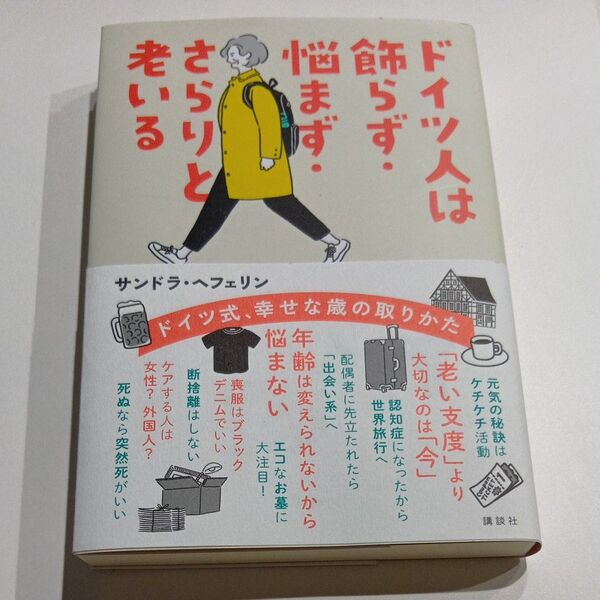 ドイツ人は
飾らず・
悩まず・
さらりと
老いる
サンドラ・ヘフェリン
ドイツ式、幸せな歳の取りかた
元気の秘訣は
ケチケチ活動
「老い支度」より
大切なのは「今」
認知症になったから
世界旅行へ
配偶者に先立たれたら
「出会い系」へ
年齢は変えられないから
悩まない
エコなお墓に
大注目！
喪服はブラック
デニムでいい
断捨離はしない
ケアする人は
女性？外国人？
死ぬなら突然死がいい
COUPON
TICKET
1
講談社